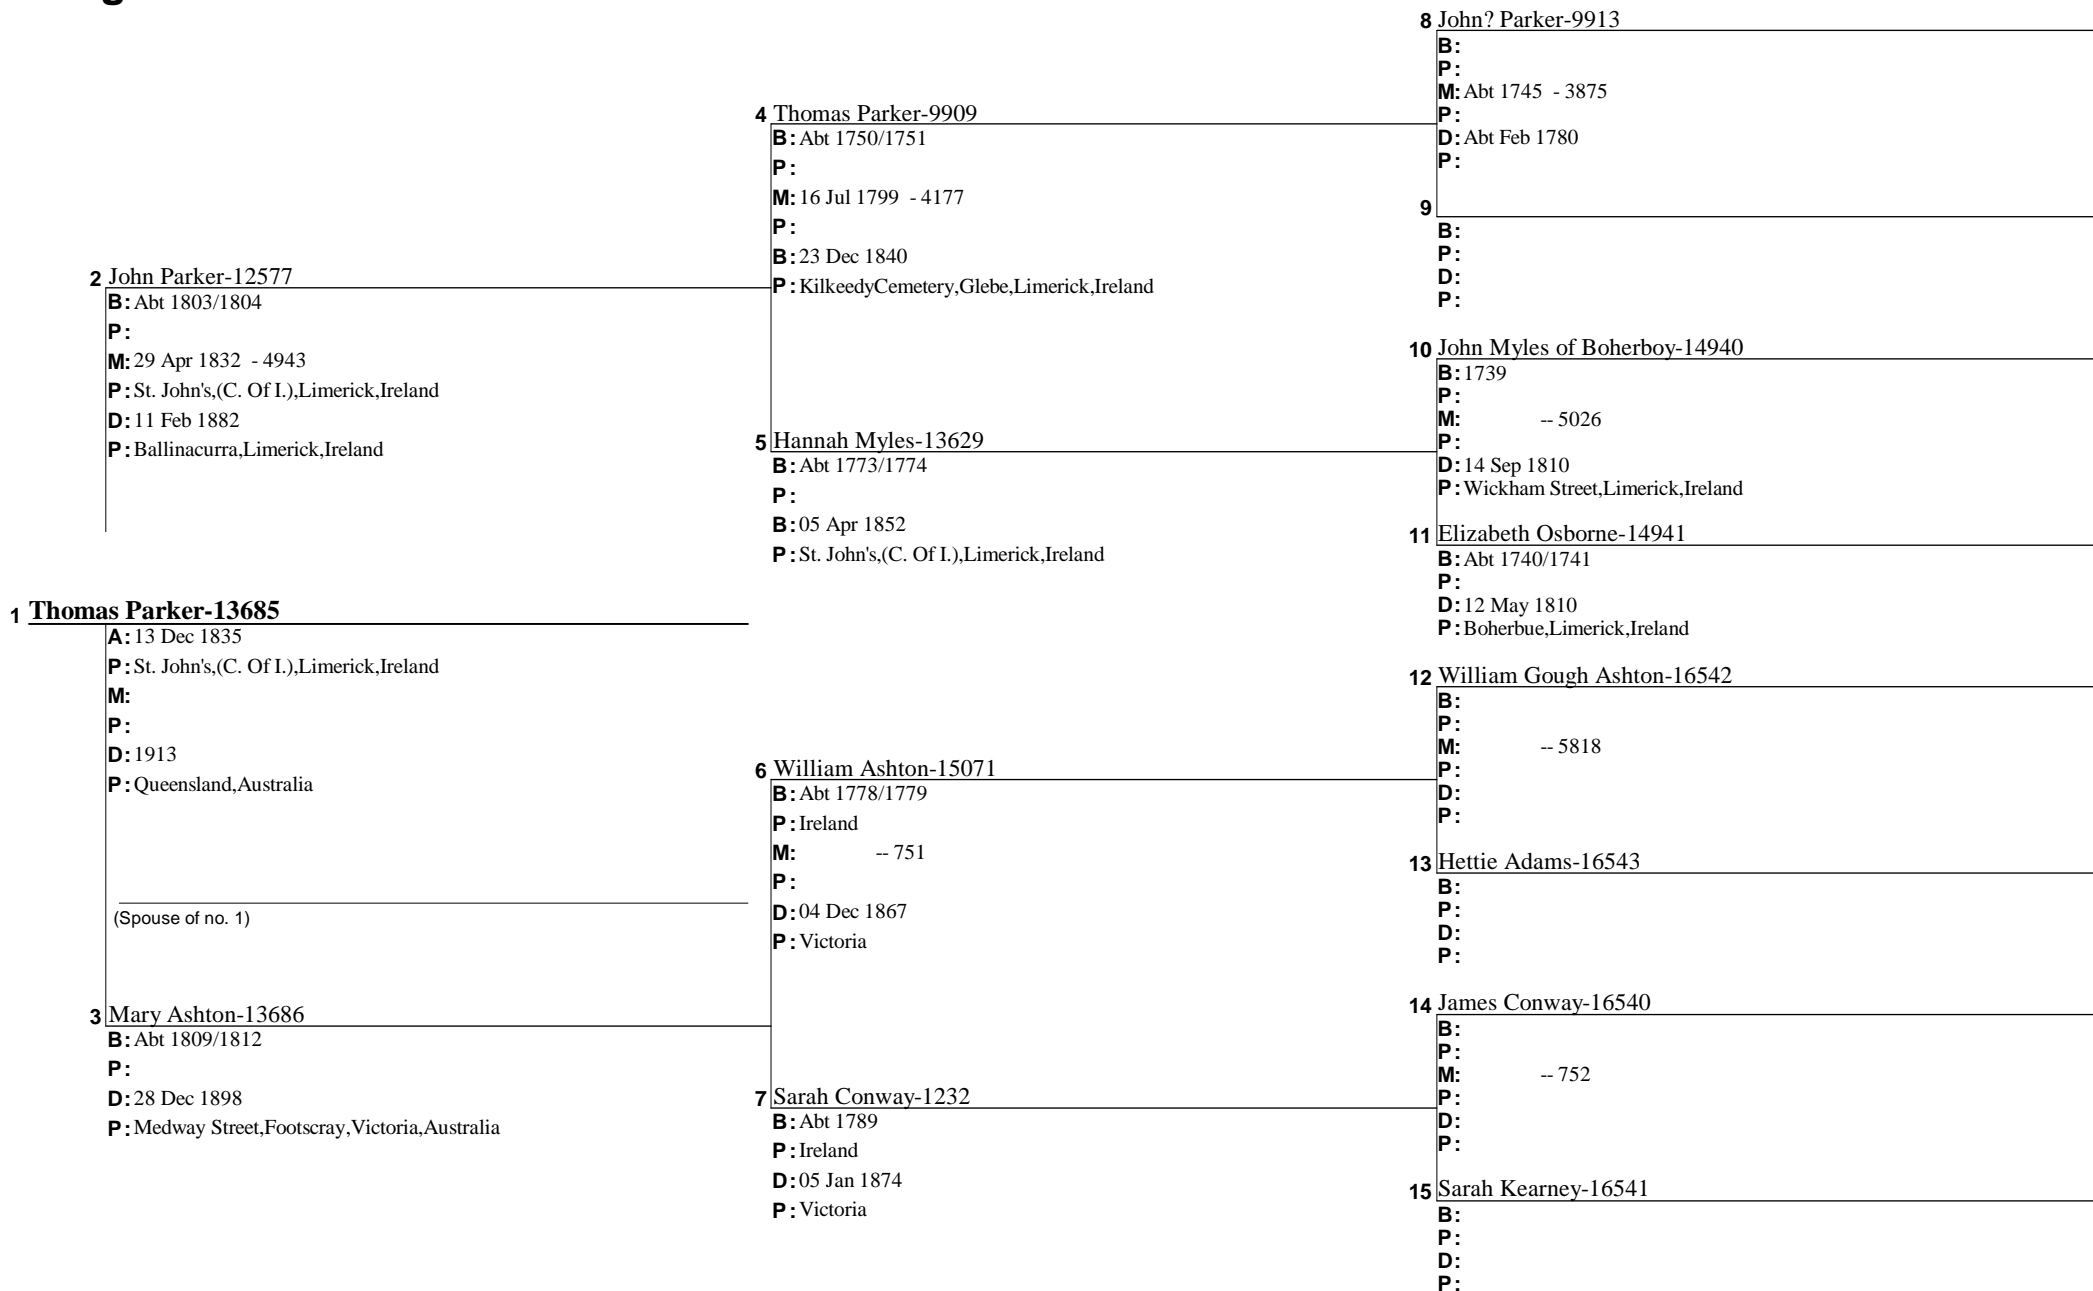 8 John? Parker-9913
B:
P:
M: Abt 1745 - 3875
P:
D: Abt Feb 1780
P:
4 Thomas Parker-9909
B: Abt 1750/1751
P:
M: 16 Jul 1799 - 4177
P:
B: 23 Dec 1840
P: KilkeedyCemetery,Glebe,Limerick,Ireland
9
B:
P:
D:
P:
2 John Parker-12577
B: Abt 1803/1804
P:
M: 29 Apr 1832 - 4943
P: St. John's,(C. Of I.),Limerick,Ireland
D: 11 Feb 1882
P: Ballinacurra,Limerick,Ireland
10 John Myles of Boherboy-14940
B: 1739
P:
M: -- 5026
P:
D: 14 Sep 1810
P: Wickham Street,Limerick,Ireland
5 Hannah Myles-13629
B: Abt 1773/1774
P:
B: 05 Apr 1852
P: St. John's,(C. Of I.),Limerick,Ireland
11 Elizabeth Osborne-14941
B: Abt 1740/1741
P:
D: 12 May 1810
P: Boherbue,Limerick,Ireland
1 Thomas Parker-13685
A: 13 Dec 1835
P: St. John's,(C. Of I.),Limerick,Ireland
M:
P:
D: 1913
P: Queensland,Australia
(Spouse of no. 1)
12 William Gough Ashton-16542
B:
P:
M: -- 5818
P:
D:
P:
6 William Ashton-15071
B: Abt 1778/1779
P: Ireland
M: -- 751
P:
D: 04 Dec 1867
P: Victoria
13 Hettie Adams-16543
B:
P:
D:
P:
3 Mary Ashton-13686
B: Abt 1809/1812
P:
D: 28 Dec 1898
P: Medway Street,Footscray,Victoria,Australia
14 James Conway-16540
B:
P:
M: -- 752
P:
D:
P:
7 Sarah Conway-1232
B: Abt 1789
P: Ireland
D: 05 Jan 1874
P: Victoria
15 Sarah Kearney-16541
B:
P:
D:
P: